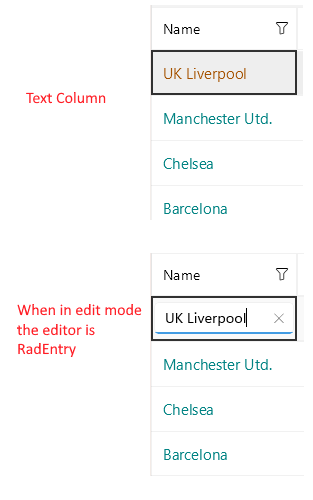 Name
UK Liverpool
Text Column
Manchester Utd.
Chelsea
Barcelona
Name
When in edit mode
the editor is
RadEntry
UK Liverpool
Manchester Utd.
Chelsea
Barcelona